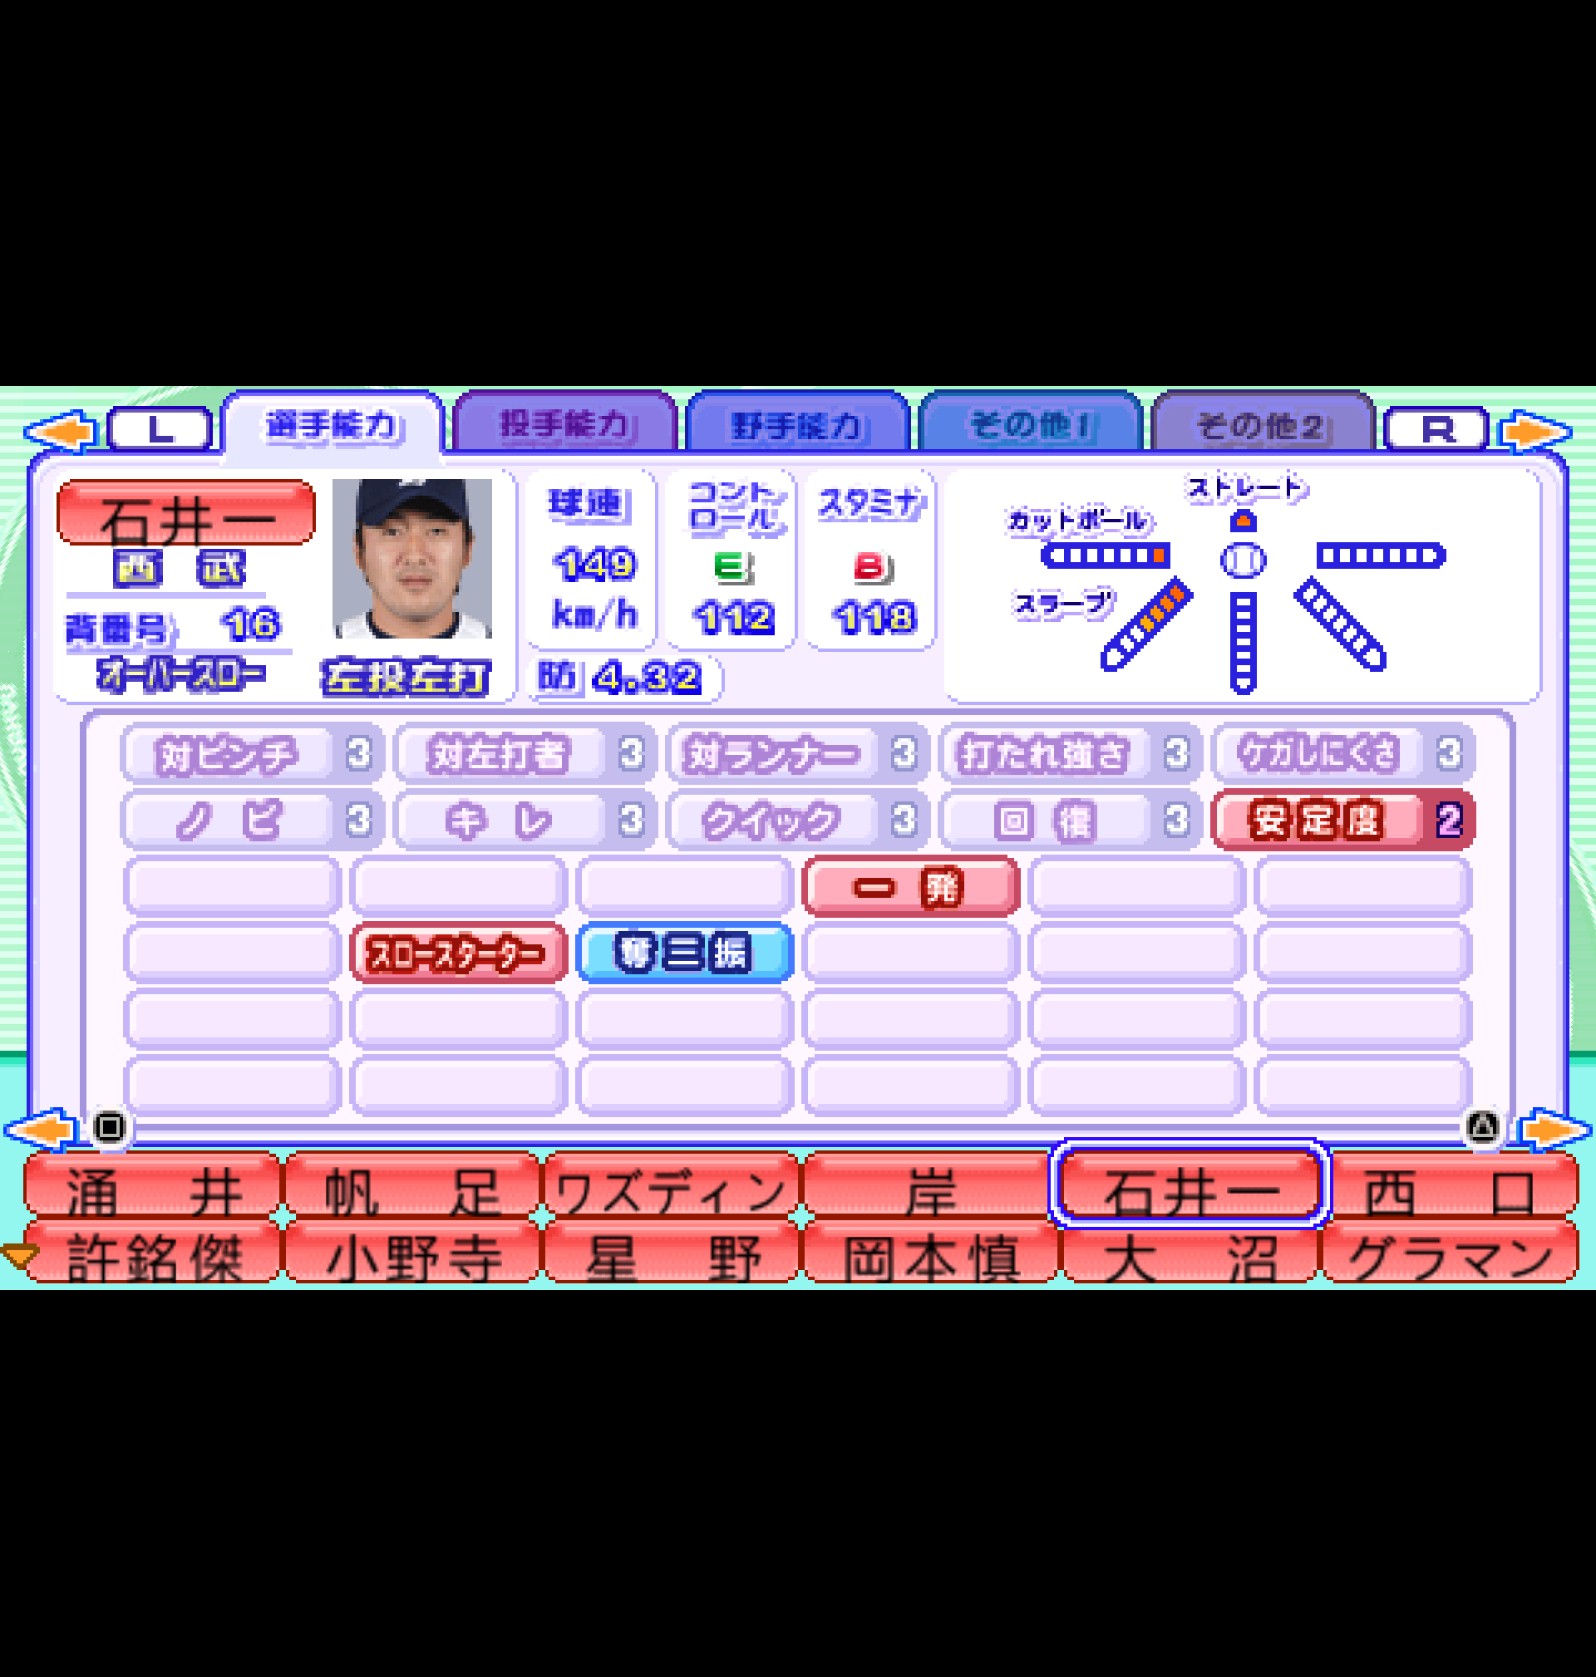 L 選手能力 投手能力 野手能力 その他1 その他2 R
石井一
西 武
背番号 16
オーバースロー 左投左打
球速 149 km/h
コントロール E 112
スタミナ B 118
防 4.32
ストレート
カットボール
スラーブ
対ピンチ 3 対左打者 3 対ランナー 3 打たれ強さ 3 ケガしにくさ 3
ノビ 3 キレ 3 クイック 3 回復 3 安定度 2
一発
スロースターター 奪三振
涌 井 帆 足 ワズディン 岸 石井一 西 口
許銘傑 小野寺 星 野 岡本慎 大 沼 グラマン